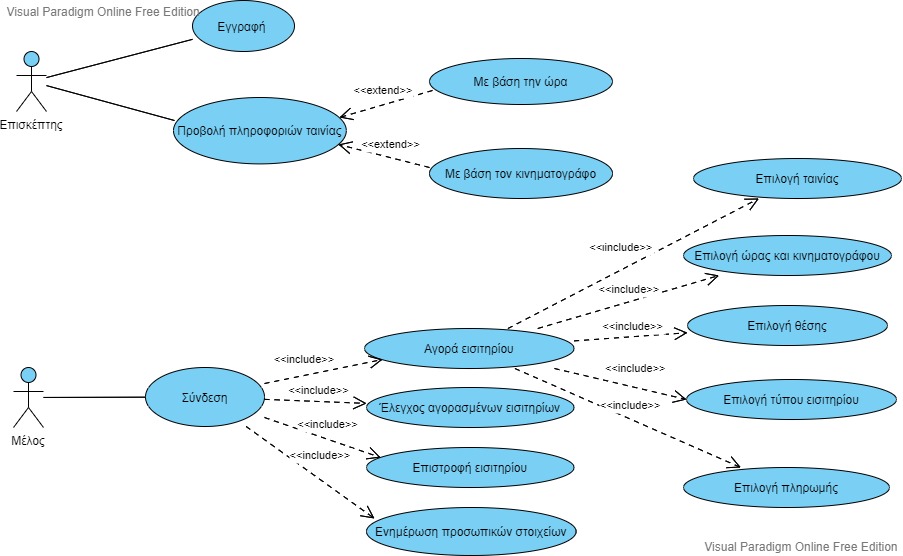 Visual Paradigm Online Free Edition
Εγγραφή
Επισκέπτης
Προβολή πληροφοριών ταινίας
<<extend>>
Με βάση την ώρα
<<extend>>
Με βάση τον κινηματογράφο
Επιλογή ταινίας
<<include>>
Επιλογή ώρας και κινηματογράφου
<<include>>
Επιλογή θέσης
<<include>>
Αγορά εισιτηρίου
<<include>>
Μέλος
Σύνδεση
<<include>>
Έλεγχος αγορασμένων εισιτηρίων
<<include>>
Επιλογή τύπου εισιτηρίου
<<include>>
<<include>>
Επιστροφή εισιτηρίου
<<include>>
Επιλογή πληρωμής
<<include>>
Ενημέρωση προσωπικών στοιχείων
Visual Paradigm Online Free Edition